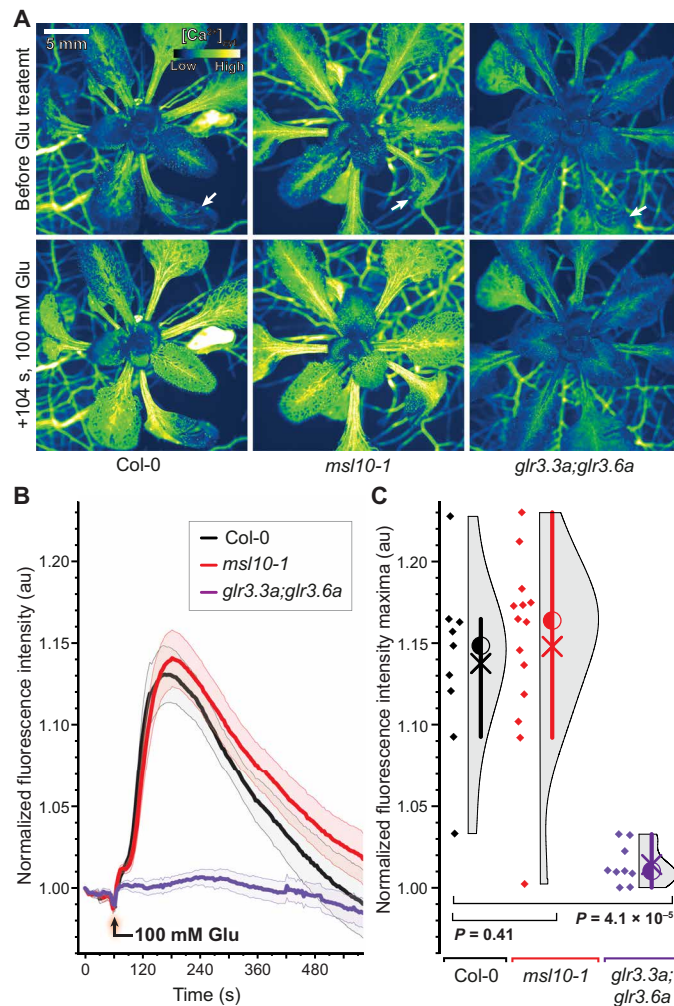 A
5 mm
[Ca²⁺]cyt
Low High
Before Glu treatemt
+104 s, 100 mM Glu
Col-0
msl10-1
glr3.3a;glr3.6a
B
Normalized fluorescence intensity (au)
1.20
1.15
1.10
1.05
1.00
Col-0
msl10-1
glr3.3a;glr3.6a
100 mM Glu
0 120 240 360 480
Time (s)
C
Normalized fluorescence intensity maxima (au)
1.20
1.15
1.10
1.05
1.00
P = 0.41
P = 4.1 × 10⁻⁵
Col-0
msl10-1
glr3.3a;
glr3.6a